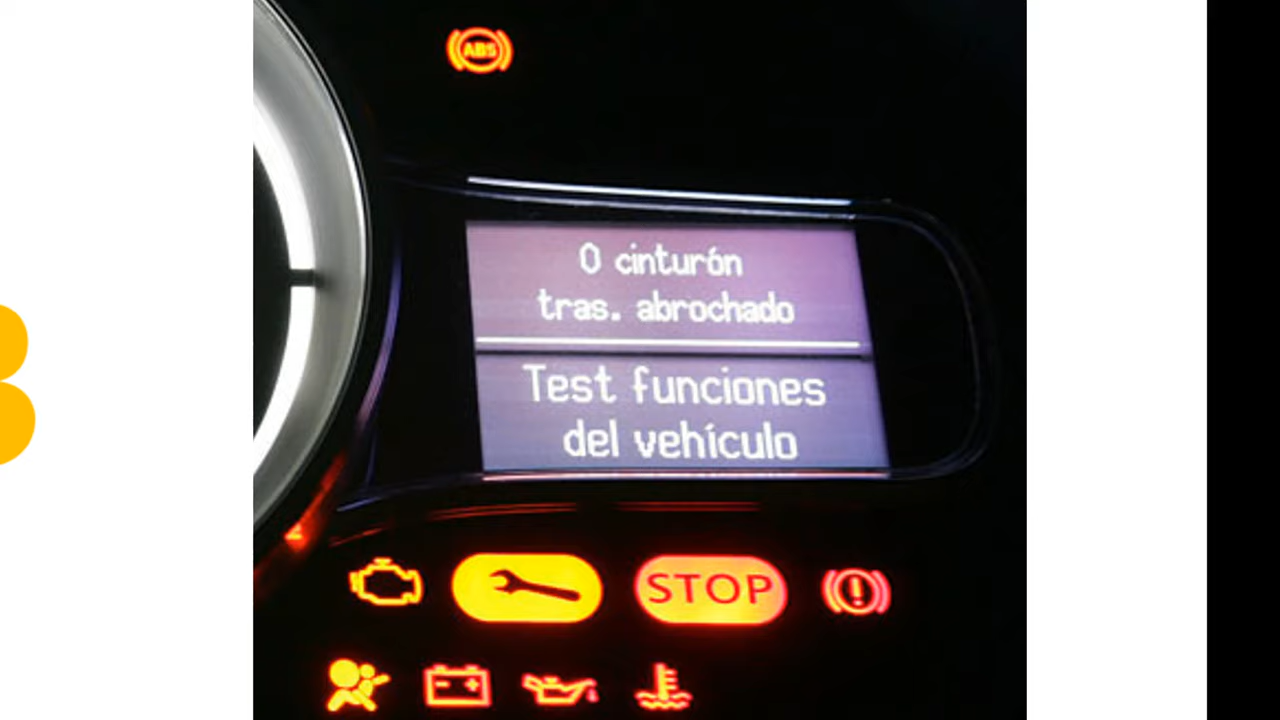 ABS
0 cinturón
tras. abrochado
Test funciones
del vehículo
STOP